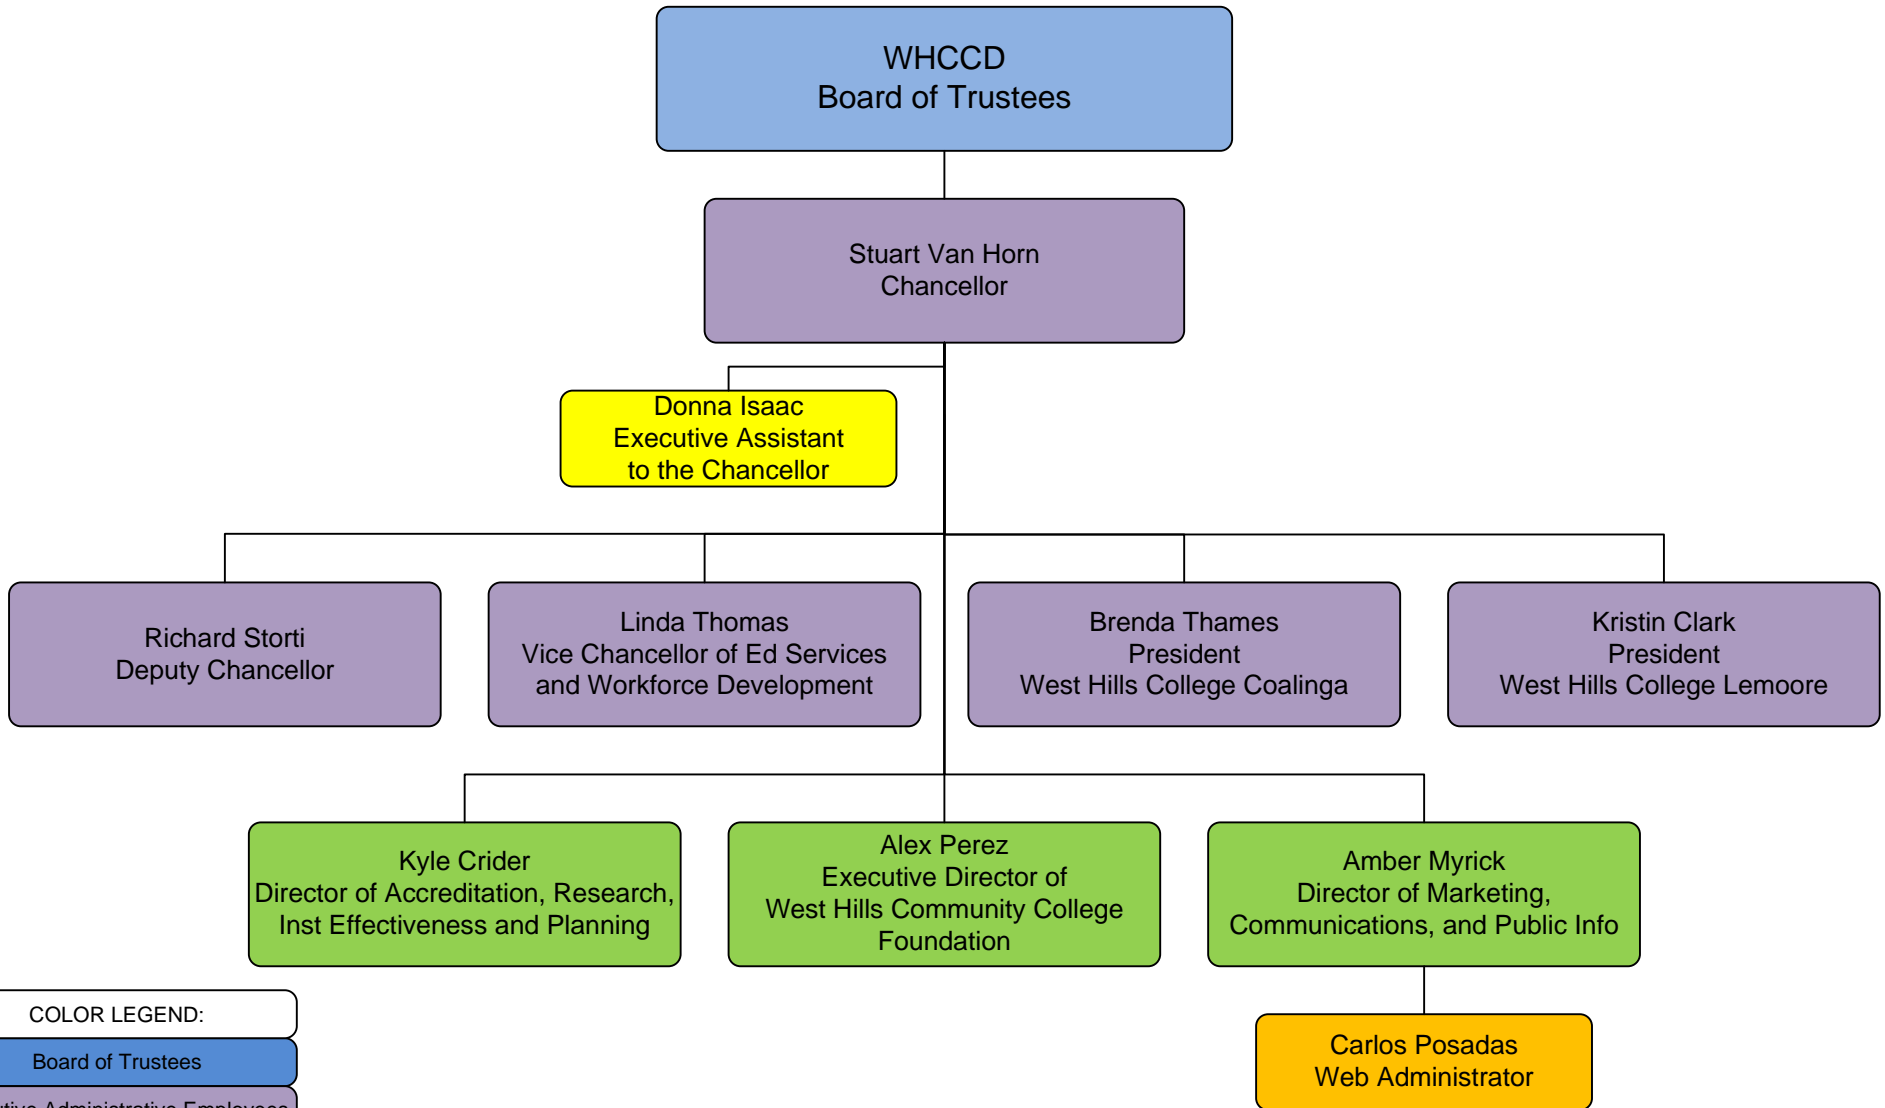 WHCCD
Board of Trustees
Stuart Van Horn
Chancellor
Donna Isaac
Executive Assistant
to the Chancellor
Richard Storti
Deputy Chancellor
Linda Thomas
Vice Chancellor of Ed Services
and Workforce Development
Brenda Thames
President
West Hills College Coalinga
Kristin Clark
President
West Hills College Lemoore
Kyle Crider
Director of Accreditation, Research,
Inst Effectiveness and Planning
Alex Perez
Executive Director of
West Hills Community College
Foundation
Amber Myrick
Director of Marketing,
Communications, and Public Info
Carlos Posadas
Web Administrator
COLOR LEGEND:
Board of Trustees
Administrative Employees